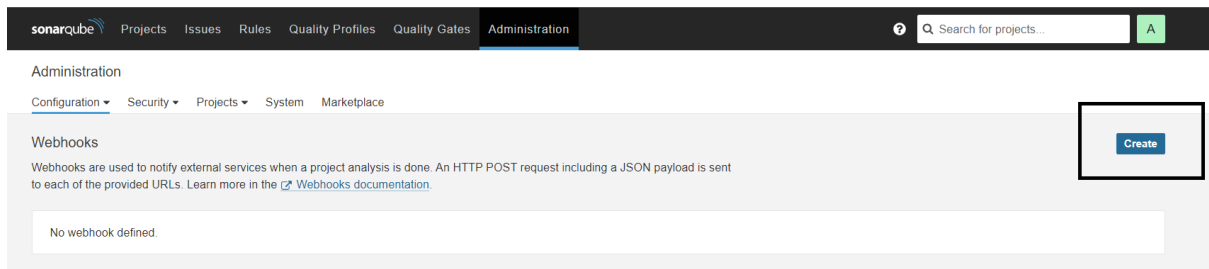 sonarqube Projects Issues Rules Quality Profiles Quality Gates Administration ? Search for projects... A
Administration
Configuration Security Projects System Marketplace
Webhooks
Create
Webhooks are used to notify external services when a project analysis is done. An HTTP POST request including a JSON payload is sent
to each of the provided URLs. Learn more in the Webhooks documentation.
No webhook defined.